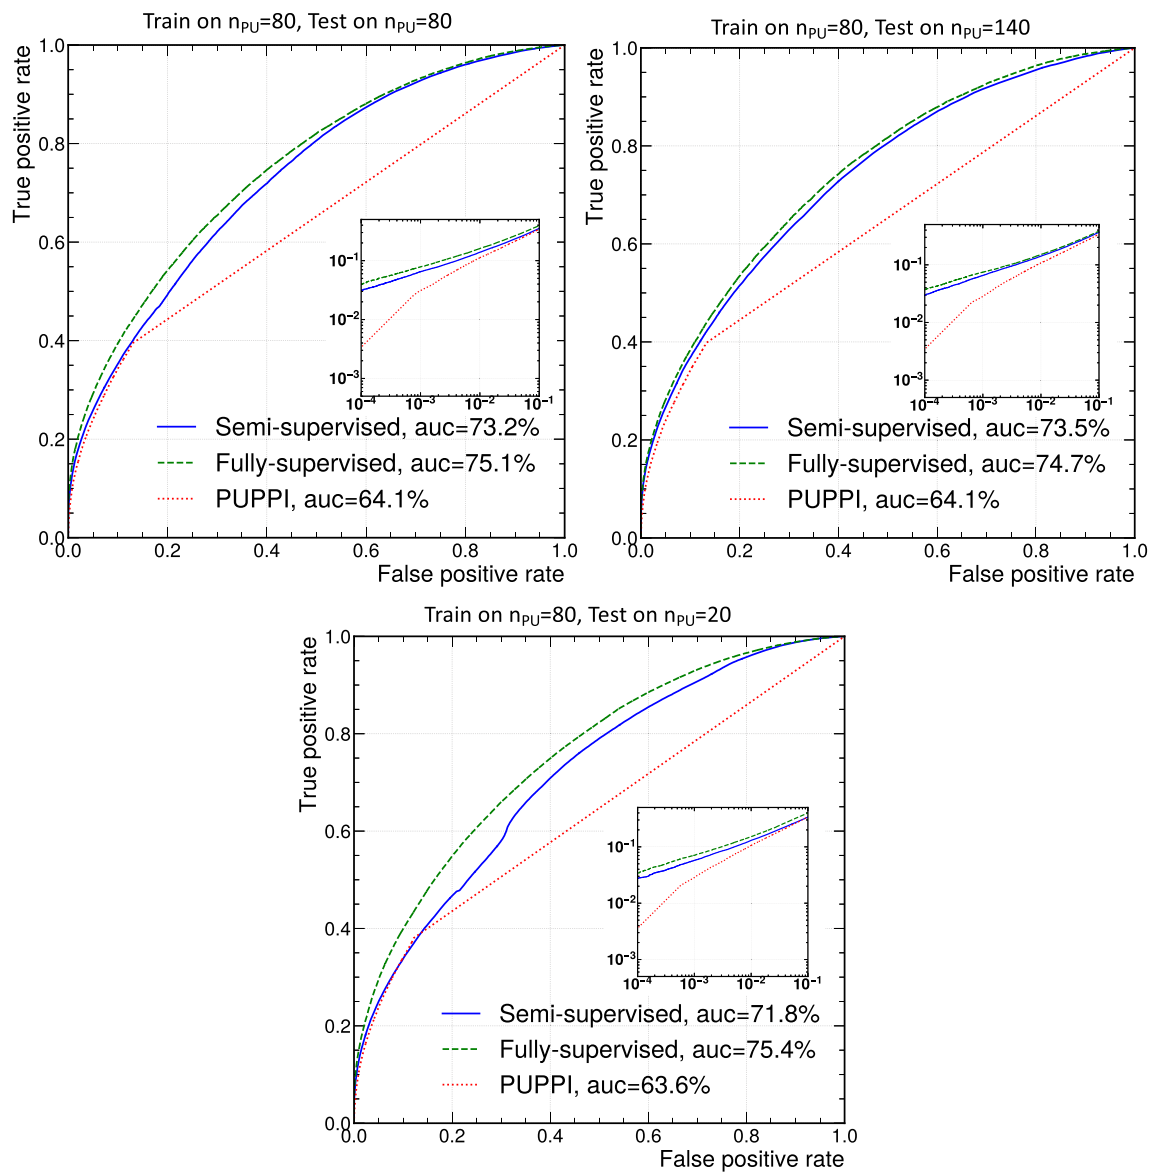 Train on nPU=80, Test on nPU=80
True positive rate
1.0
0.8
0.6
0.4
0.2
0.0
10⁻¹
10⁻²
10⁻³
10⁻⁴ 10⁻³ 10⁻² 10⁻¹
Semi-supervised, auc=73.2%
Fully-supervised, auc=75.1%
PUPPI, auc=64.1%
0.0 0.2 0.4 0.6 0.8 1.0
False positive rate
Train on nPU=80, Test on nPU=140
True positive rate
1.0
0.8
0.6
0.4
0.2
0.0
10⁻¹
10⁻²
10⁻³
10⁻⁴ 10⁻³ 10⁻² 10⁻¹
Semi-supervised, auc=73.5%
Fully-supervised, auc=74.7%
PUPPI, auc=64.1%
0.0 0.2 0.4 0.6 0.8 1.0
False positive rate
Train on nPU=80, Test on nPU=20
True positive rate
1.0
0.8
0.6
0.4
0.2
0.0
10⁻¹
10⁻²
10⁻³
10⁻⁴ 10⁻³ 10⁻² 10⁻¹
Semi-supervised, auc=71.8%
Fully-supervised, auc=75.4%
PUPPI, auc=63.6%
0.0 0.2 0.4 0.6 0.8 1.0
False positive rate